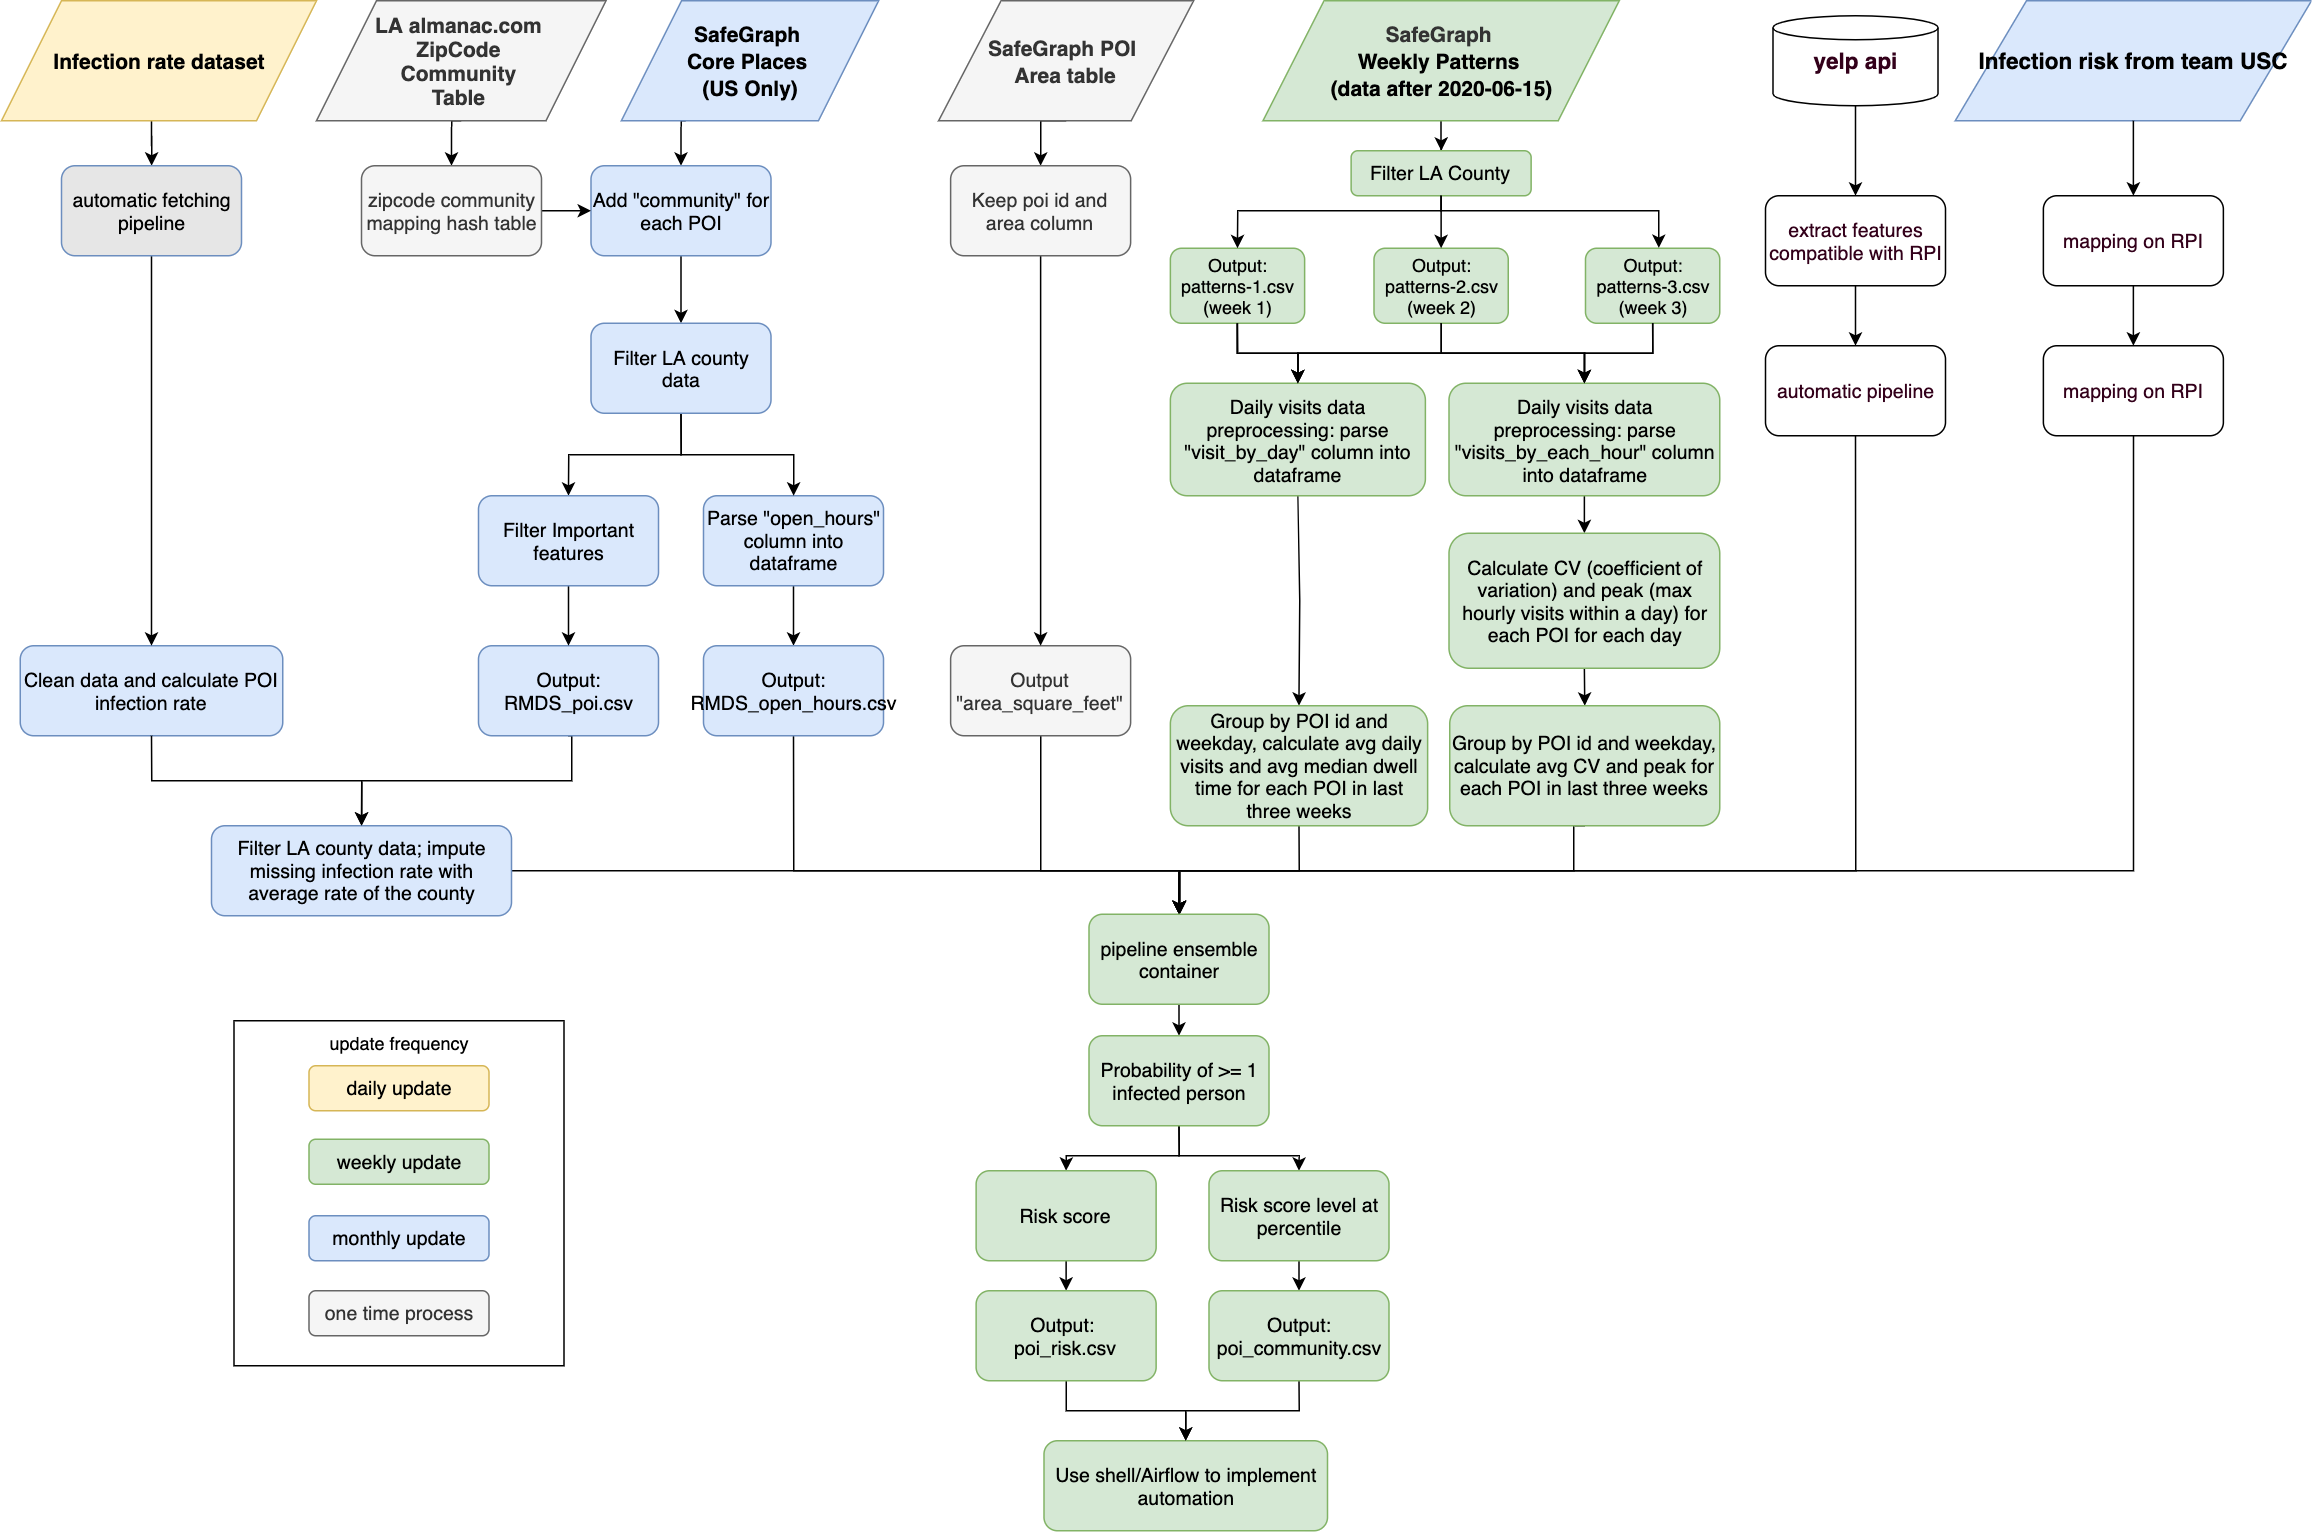 Infection rate dataset
LA almanac.com
ZipCode
Community
Table
SafeGraph
Core Places
(US Only)
SafeGraph POI
Area table
SafeGraph
Weekly Patterns
(data after 2020-06-15)
yelp api
Infection risk from team USC
automatic fetching
pipeline
zipcode community
mapping hash table
Add "community" for
each POI
Keep poi id and
area column
Filter LA County
extract features
compatible with RPI
mapping on RPI
Output:
patterns-1.csv
(week 1)
Output:
patterns-2.csv
(week 2)
Output:
patterns-3.csv
(week 3)
Filter LA county
data
Daily visits data
preprocessing: parse
"visit_by_day" column into
dataframe
Daily visits data
preprocessing: parse
"visits_by_each_hour" column
into dataframe
automatic pipeline
mapping on RPI
Filter Important
features
Parse "open_hours"
column into
dataframe
Calculate CV (coefficient of
variation) and peak (max
hourly visits within a day) for
each POI for each day
Clean data and calculate POI
infection rate
Output:
RMDS_poi.csv
Output:
RMDS_open_hours.csv
Output
"area_square_feet"
Group by POI id and
weekday, calculate avg daily
visits and avg median dwell
time for each POI in last
three weeks
Group by POI id and weekday,
calculate avg CV and peak for
each POI in last three weeks
Filter LA county data; impute
missing infection rate with
average rate of the county
pipeline ensemble
container
Probability of >= 1
infected person
update frequency
daily update
weekly update
monthly update
one time process
Risk score
Risk score level at
percentile
Output:
poi_risk.csv
Output:
poi_community.csv
Use shell/Airflow to implement
automation